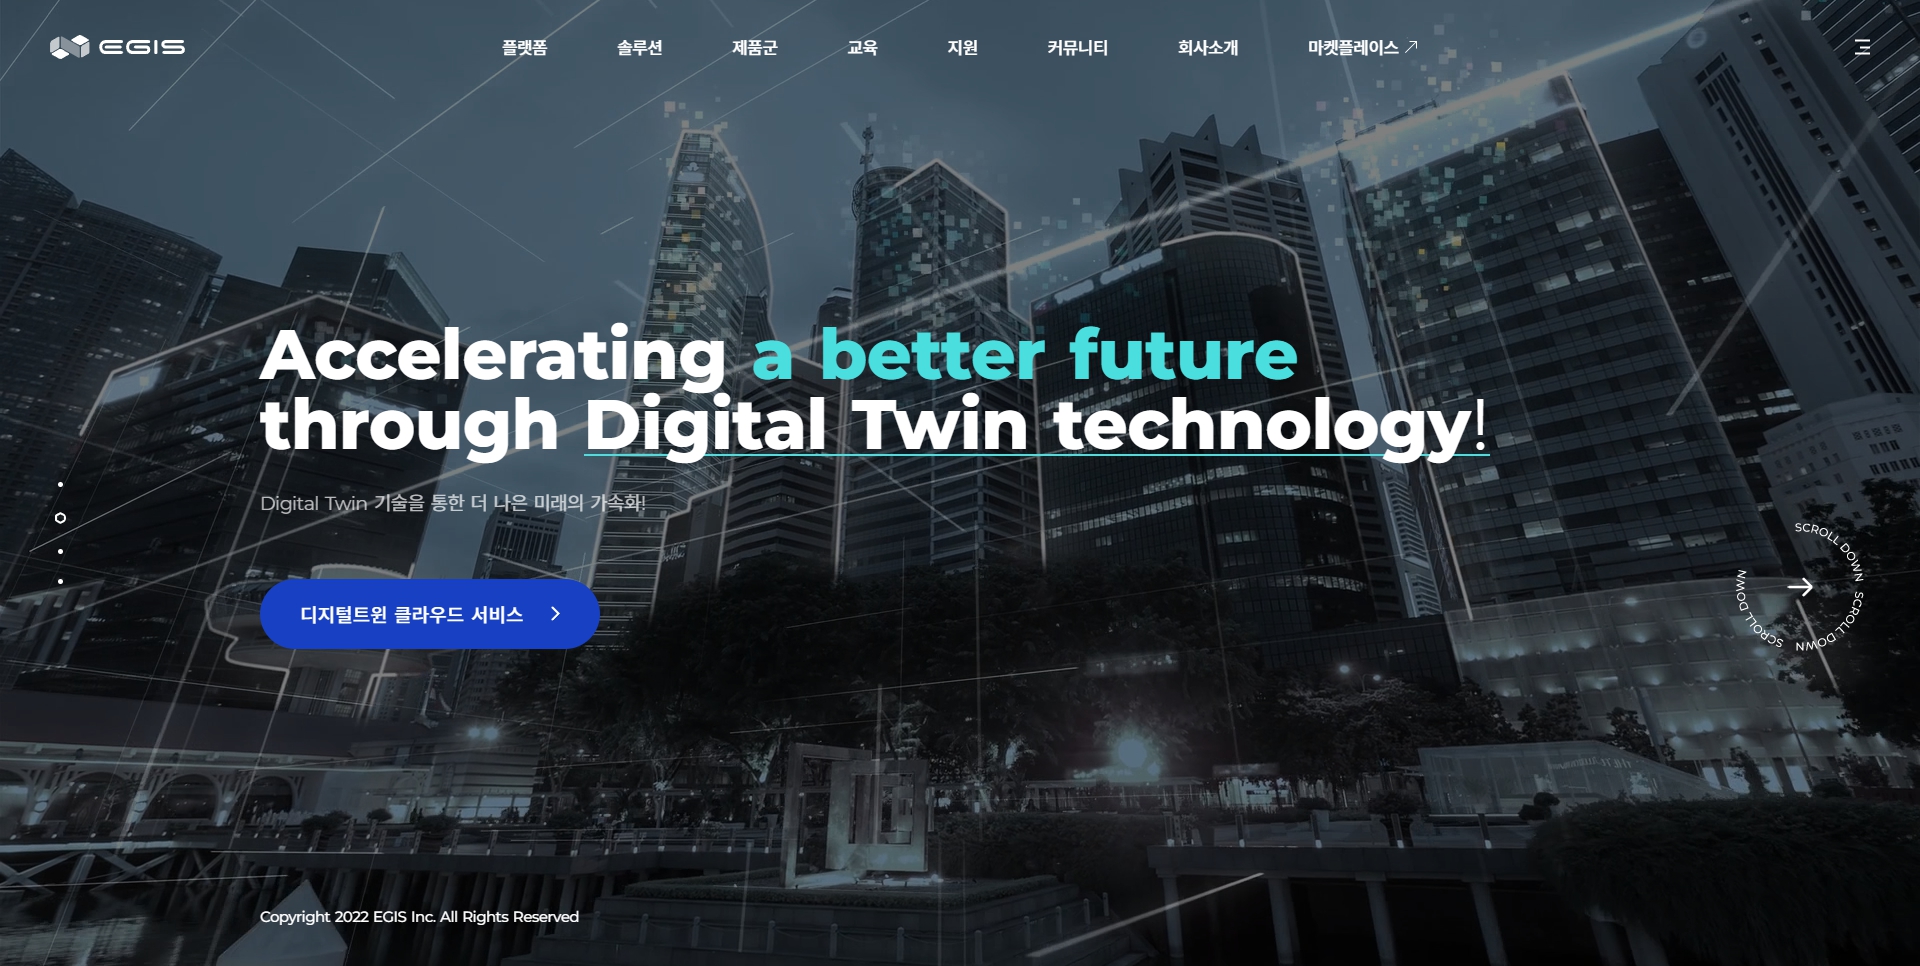 EGIS
플랫폼
솔루션
제품군
교육
지원
커뮤니티
회사소개
마켓플레이스
Accelerating a better future
through Digital Twin technology!
Digital Twin 기술을 통한 더 나은 미래의 가속화!
디지털트윈 클라우드 서비스
SCROLL DOWN SCROLL DOWN SCROLL DOWN
Copyright 2022 EGIS Inc. All Rights Reserved